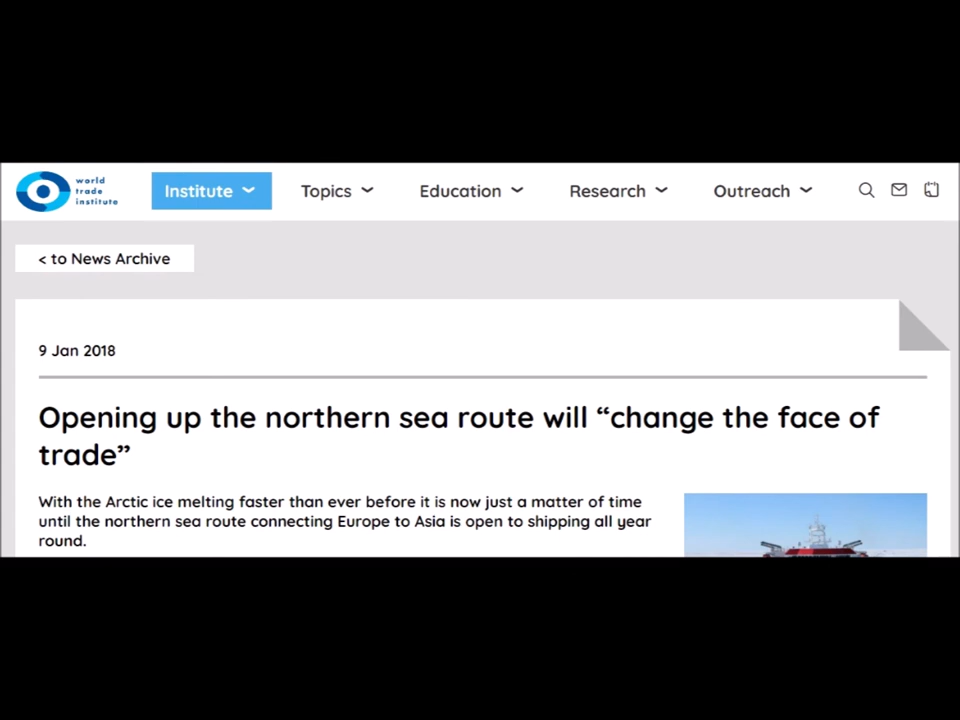 world
trade
institute
Institute
Topics
Education
Research
Outreach
< to News Archive
9 Jan 2018
Opening up the northern sea route will “change the face of
trade”
With the Arctic ice melting faster than ever before it is now just a matter of time
until the northern sea route connecting Europe to Asia is open to shipping all year
round.